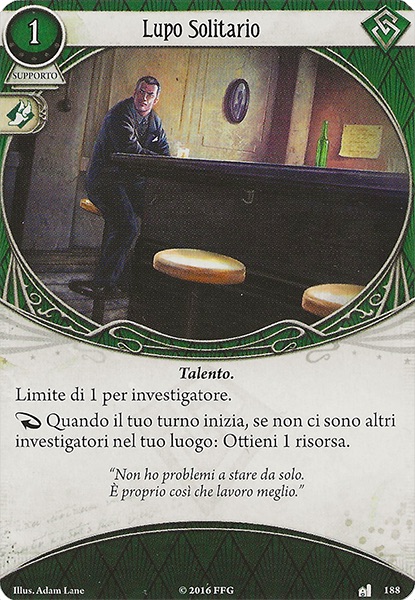 Lupo Solitario
1
SUPPORTO
Talento.
Limite di 1 per investigatore.
Quando il tuo turno inizia, se non ci sono altri
investigatori nel tuo luogo: Ottieni 1 risorsa.
“Non ho problemi a stare da solo.
È proprio così che lavoro meglio.”
Illus. Adam Lane
© 2016 FFG
188